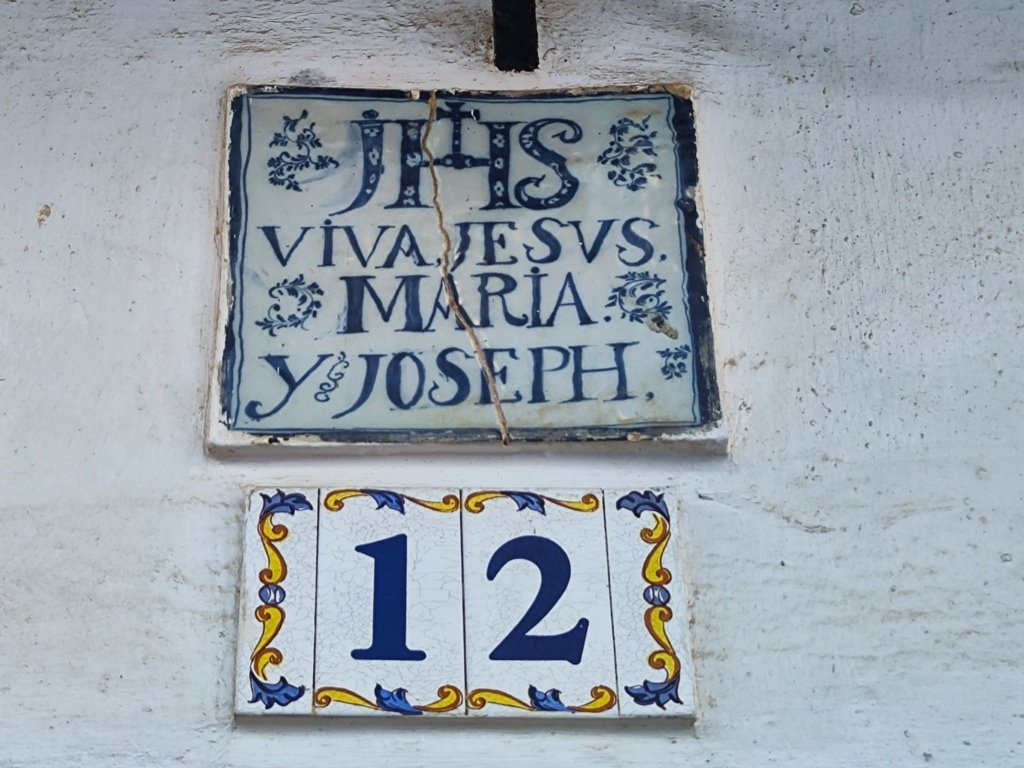 JHS
VIVA JESVS.
MARIA.
Y JOSEPH,
12